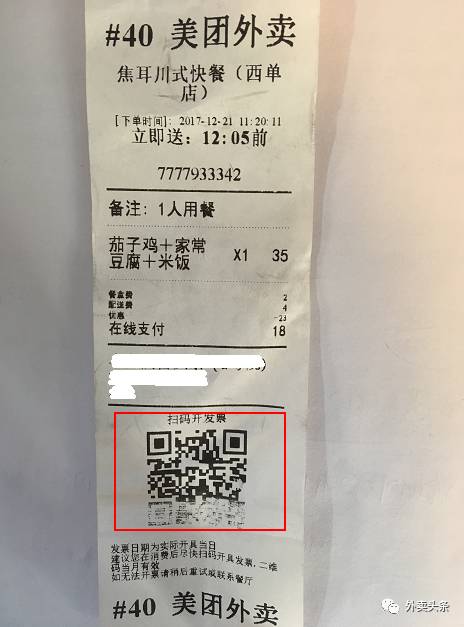 #40 美团外卖
焦耳川式快餐（西单
店）
[下单时间]: 2017-12-21 11:20:11
立即送: 12:05前
7777933342
备注: 1人用餐
茄子鸡+家常 X1 35
豆腐+米饭
餐盒费 2
配送费 4
优惠 -23
在线支付 18
扫码开发票
发票日期为实际开具当日
建议您在消费后尽快扫码开具发票,二维
码当月有效
如无法开票请稍后重试或联系餐厅
#40 美团外卖
外卖头条